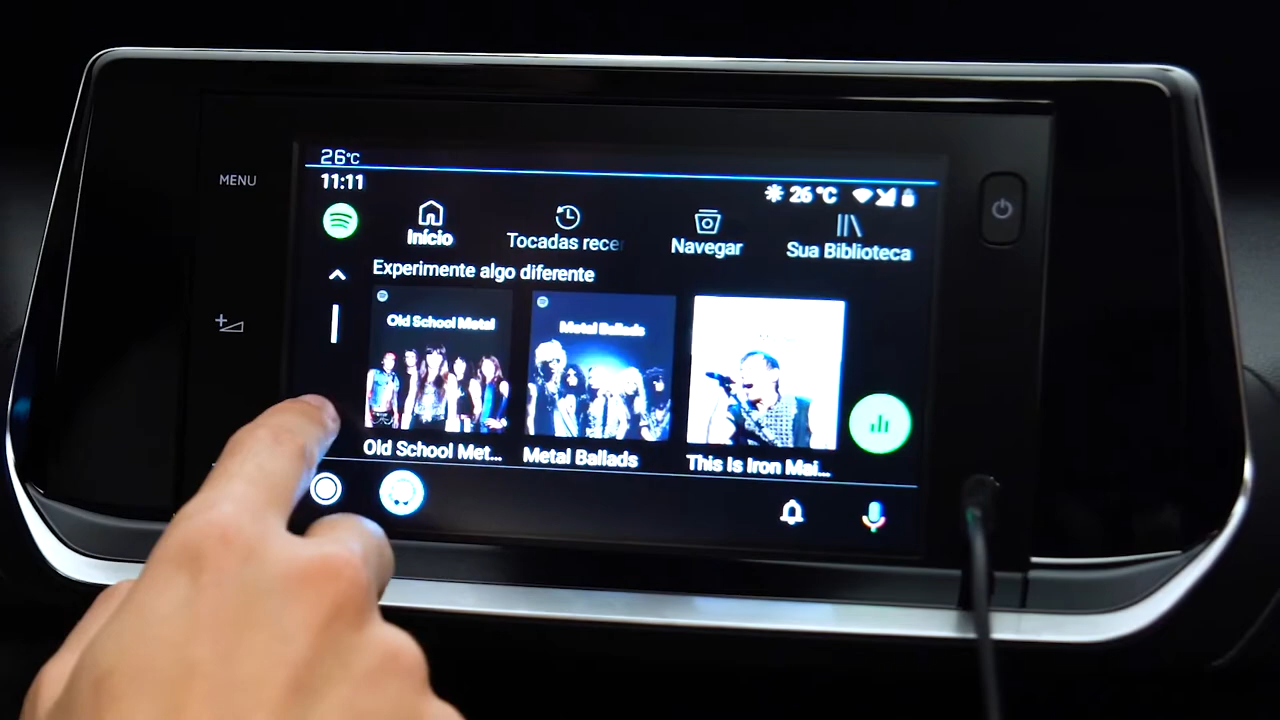 26°C
MENU
11:11
26 °C
Início
Tocadas rece
Navegar
Sua Biblioteca
Experimente algo diferente
Old School Metal
Metal Ballads
Old School Met...
Metal Ballads
This Is Iron Mai...